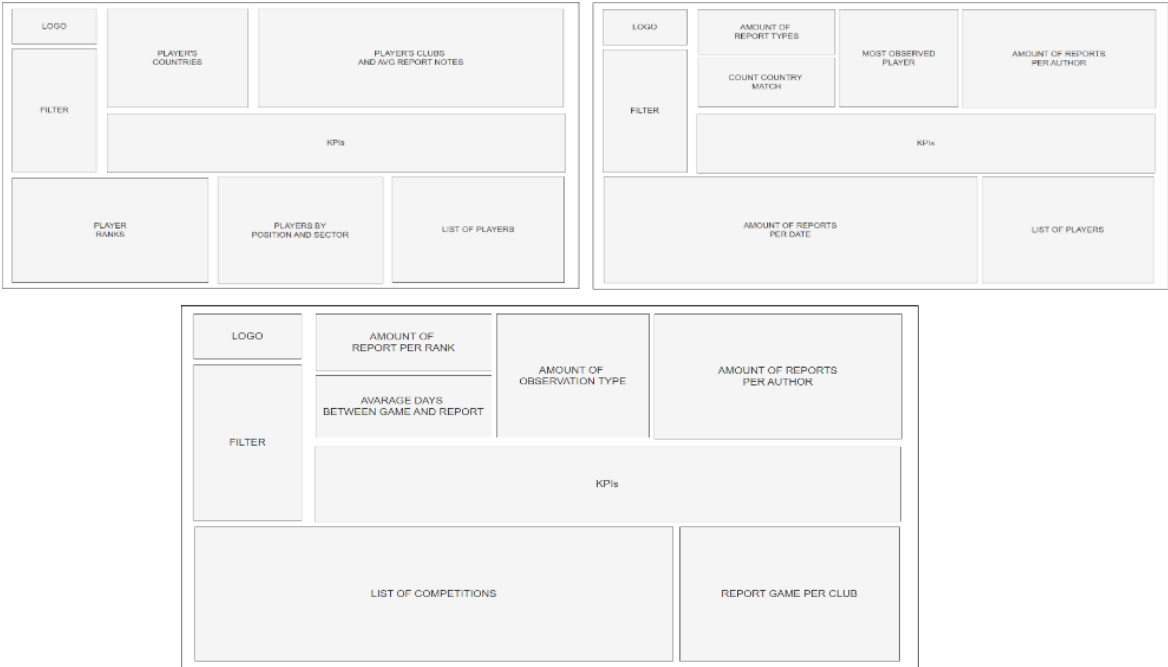 LOGO
PLAYER'S
COUNTRIES
PLAYER'S CLUBS
AND AVG REPORT NOTES
FILTER
KPIs
PLAYER
RANKS
PLAYERS BY
POSITION AND SECTOR
LIST OF PLAYERS
LOGO
AMOUNT OF
REPORT TYPES
MOST OBSERVED
PLAYER
AMOUNT OF REPORTS
PER AUTHOR
COUNT COUNTRY
MATCH
FILTER
KPIs
AMOUNT OF REPORTS
PER DATE
LIST OF PLAYERS
LOGO
AMOUNT OF
REPORT PER RANK
AMOUNT OF
OBSERVATION TYPE
AMOUNT OF REPORTS
PER AUTHOR
AVARAGE DAYS
BETWEEN GAME AND REPORT
FILTER
KPIs
LIST OF COMPETITIONS
REPORT GAME PER CLUB